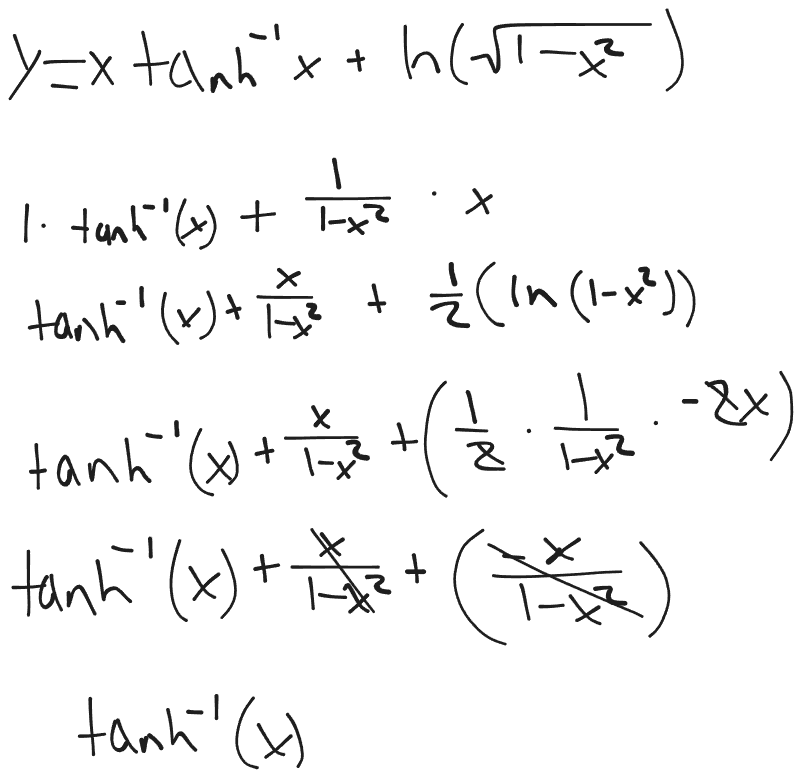 y = x tanh⁻¹ x + ln(√(1-x²))
1 · tanh⁻¹(x) + 1/(1-x²) · x
tanh⁻¹(x) + x/(1-x²) + 1/2 (ln(1-x²))
tanh⁻¹(x) + x/(1-x²) + (1/2 · 1/(1-x²) · -2x)
tanh⁻¹(x) + x/(1-x²) + (-x/(1-x²))
tanh⁻¹(x)